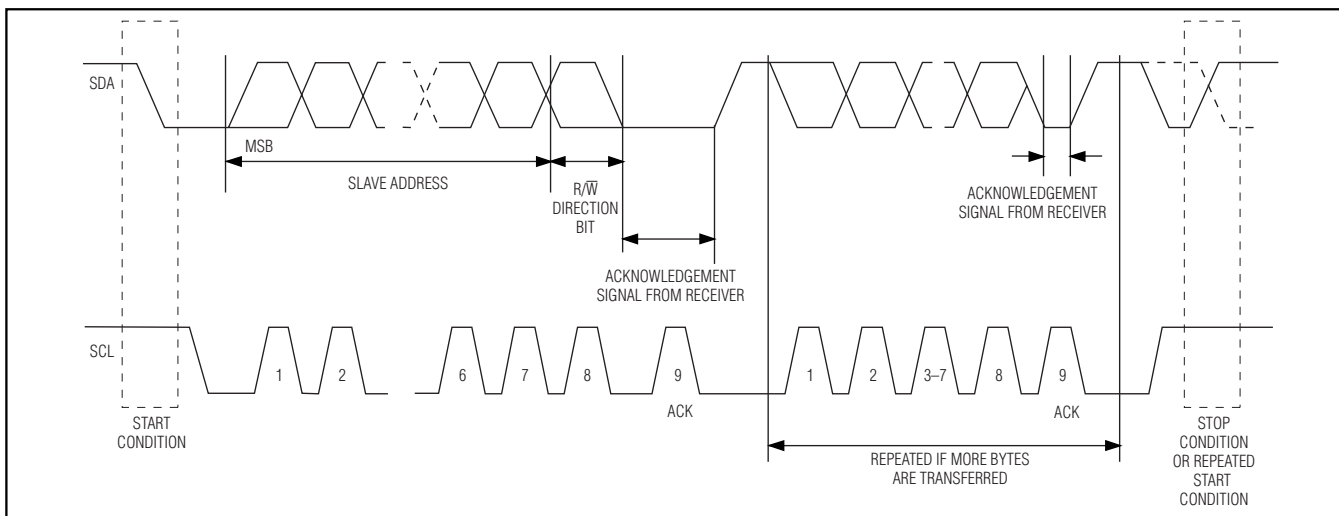 SDA
MSB
SLAVE ADDRESS
R/W̅
DIRECTION
BIT
ACKNOWLEDGEMENT
SIGNAL FROM RECEIVER
ACKNOWLEDGEMENT
SIGNAL FROM RECEIVER
SCL
1
2
6
7
8
9
1
2
3–7
8
9
ACK
ACK
START
CONDITION
REPEATED IF MORE BYTES
ARE TRANSFERRED
STOP
CONDITION
OR REPEATED
START
CONDITION